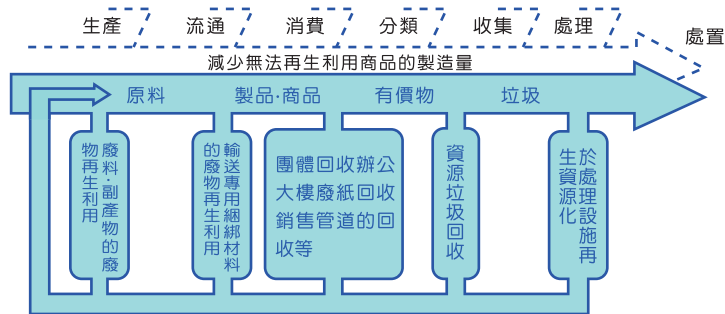 生產
流通
消費
分類
收集
處理
處置
減少無法再生利用商品的製造量
原料
製品·商品
有價物
垃圾
廢料·副產物的廢
物再生利用
輸送專用綑綁材料
的廢物再生利用
團體回收辦公
大樓廢紙回收
銷售管道的回
收等
資源垃圾回收
於處理設施再
生資源化